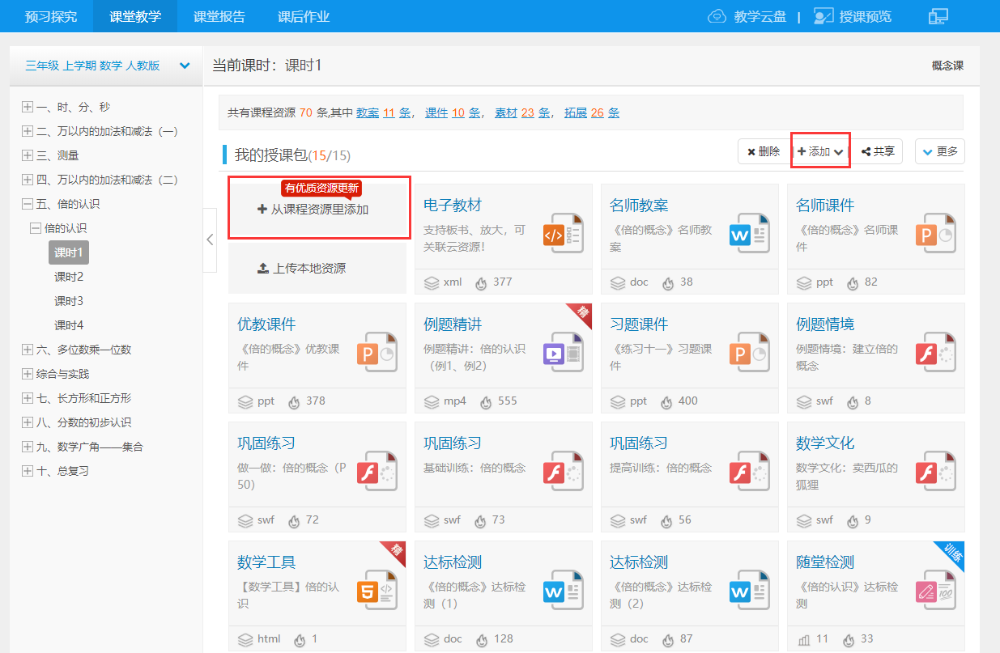 预习探究 课堂教学 课堂报告 课后作业 教学云盘 | 授课预览
三年级 上学期 数学 人教版
一、时、分、秒
二、万以内的加法和减法（一）
三、测量
四、万以内的加法和减法（二）
五、倍的认识
倍的认识
课时1
课时2
课时3
课时4
六、多位数乘一位数
综合与实践
七、长方形和正方形
八、分数的初步认识
九、数学广角——集合
十、总复习
当前课时：课时1 概念课
共有课程资源 70 条,其中 教案 11 条， 课件 10 条， 素材 23 条， 拓展 26 条
我的授课包(15/15) 删除 添加 共享 更多
有优质资源更新
从课程资源里添加
上传本地资源
电子教材
支持板书、放大，可
关联云资源！
xml 377
名师教案
《倍的概念》名师教
案
doc 38
名师课件
《倍的概念》名师课
件
ppt 82
优教课件
《倍的概念》优教课
件
ppt 378
例题精讲
精
例题精讲：倍的认识
（例1、例2）
mp4 555
习题课件
《练习十一》习题课
件
ppt 400
例题情境
例题情境：建立倍的
概念
swf 8
巩固练习
做一做：倍的概念（P
50）
swf 72
巩固练习
基础训练：倍的概念
swf 73
巩固练习
提高训练：倍的概念
swf 56
数学文化
数学文化：卖西瓜的
狐狸
swf 9
数学工具
精
【数学工具】倍的认
识
html 1
达标检测
《倍的概念》达标检
测（1）
doc 128
达标检测
《倍的概念》达标检
测（2）
doc 87
随堂检测
训练
《倍的认识》达标检
测
11 33